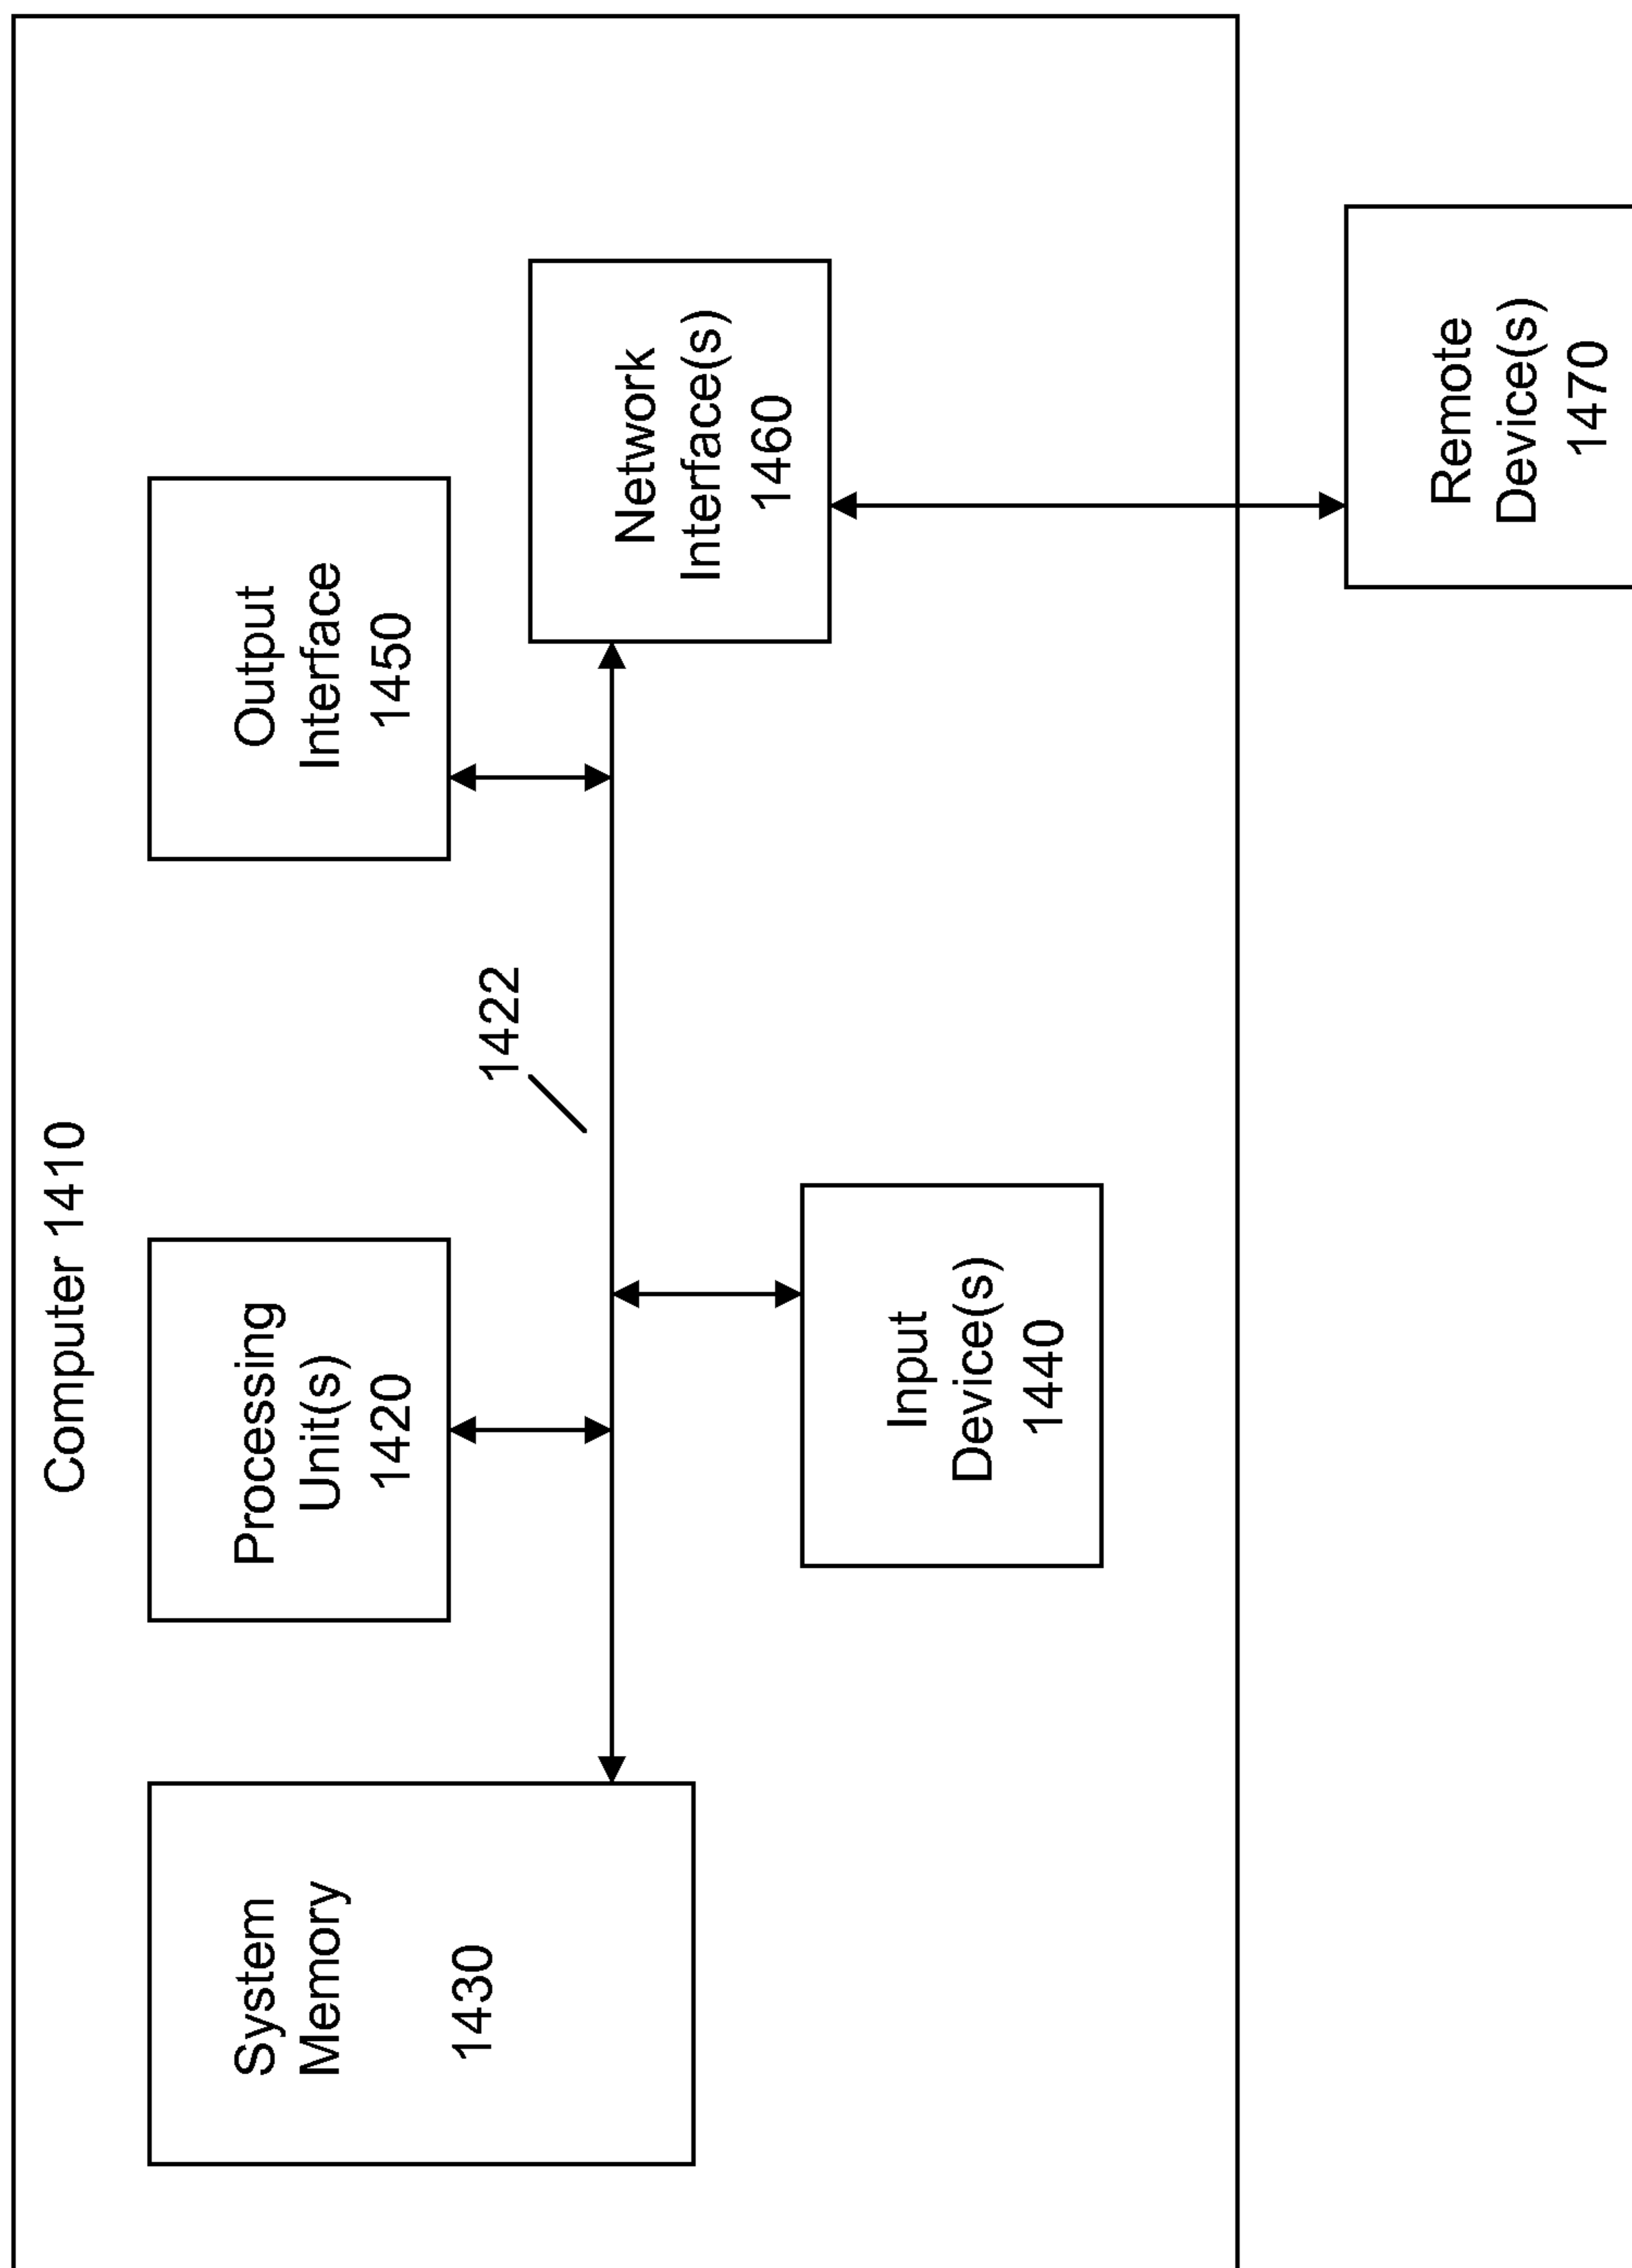 Computer 1410
System
Memory
1430
Processing
Unit(s)
1420
Output
Interface
1450
1422
Network
Interface(s)
1460
Input
Device(s)
1440
Remote
Device(s)
1470